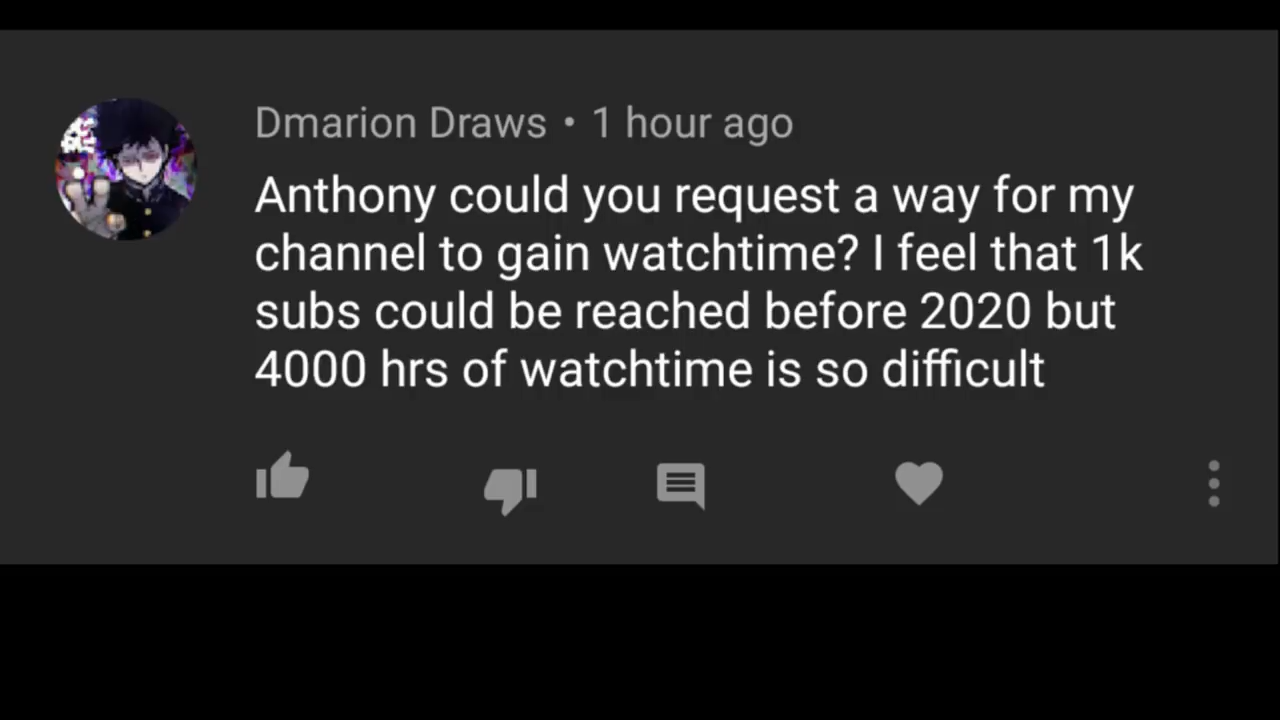 Dmarion Draws • 1 hour ago
Anthony could you request a way for my
channel to gain watchtime? I feel that 1k
subs could be reached before 2020 but
4000 hrs of watchtime is so difficult